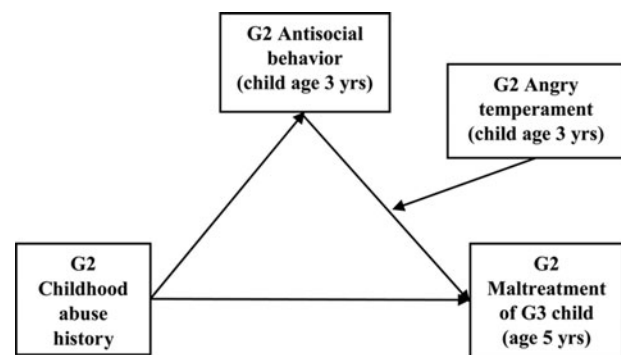 G2 Antisocial
behavior
(child age 3 yrs)
G2 Angry
temperament
(child age 3 yrs)
G2
Childhood
abuse
history
G2
Maltreatment
of G3 child
(age 5 yrs)